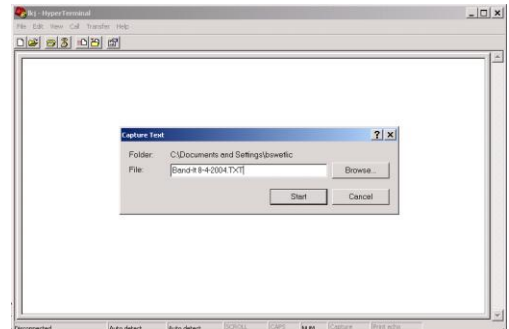 lkj - HyperTerminal
File Edit View Call Transfer Help
Capture Text
Folder: C:\Documents and Settings\bswetlic
File: Band-It 8-4-2004.TXT Browse...
Start Cancel
Disconnected Auto detect Auto detect SCROLL CAPS NUM Capture Print echo